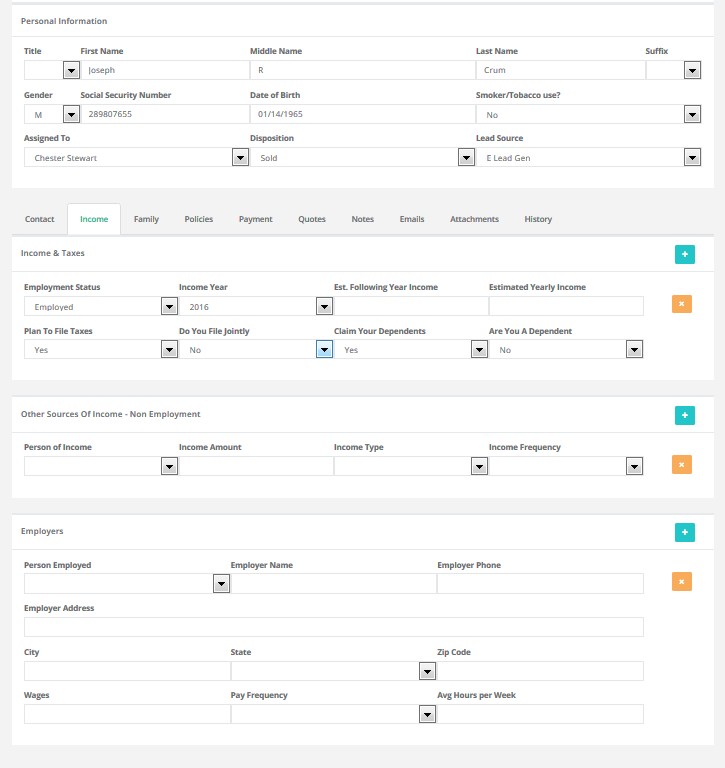 Personal Information
Title First Name Middle Name Last Name Suffix
Joseph R Crum
Gender Social Security Number Date of Birth Smoker/Tobacco use?
M 289807655 01/14/1965 No
Assigned To Disposition Lead Source
Chester Stewart Sold E Lead Gen
Contact Income Family Policies Payment Quotes Notes Emails Attachments History
Income & Taxes
+
Employment Status Income Year Est. Following Year Income Estimated Yearly Income
Employed 2016
×
Plan To File Taxes Do You File Jointly Claim Your Dependents Are You A Dependent
Yes No Yes No
Other Sources Of Income - Non Employment
+
Person of Income Income Amount Income Type Income Frequency
×
Employers
+
Person Employed Employer Name Employer Phone
×
Employer Address
City State Zip Code
Wages Pay Frequency Avg Hours per Week